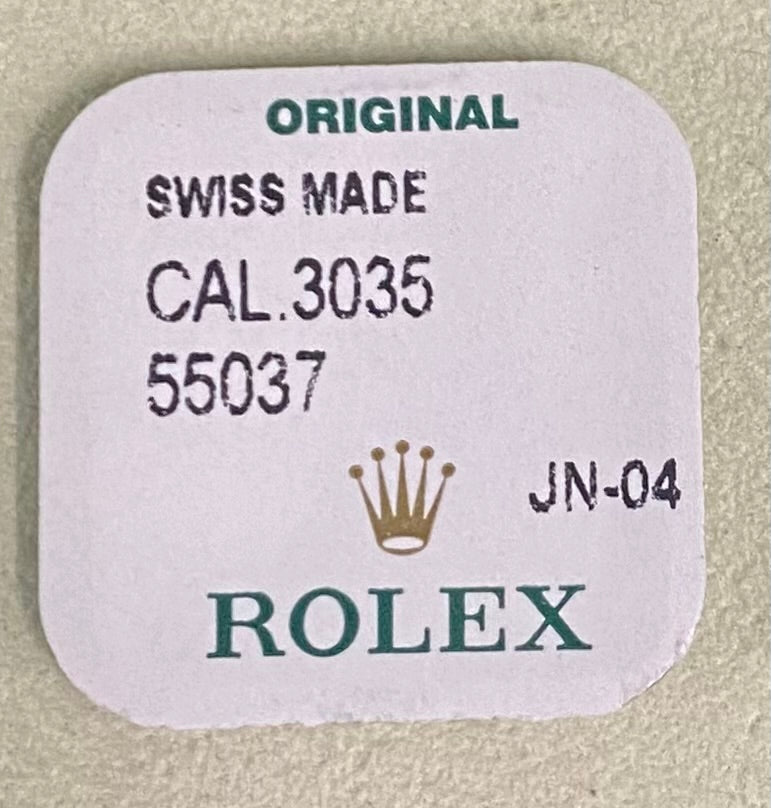 ORIGINAL
SWISS MADE
CAL.3035
55037
JN-04
ROLEX